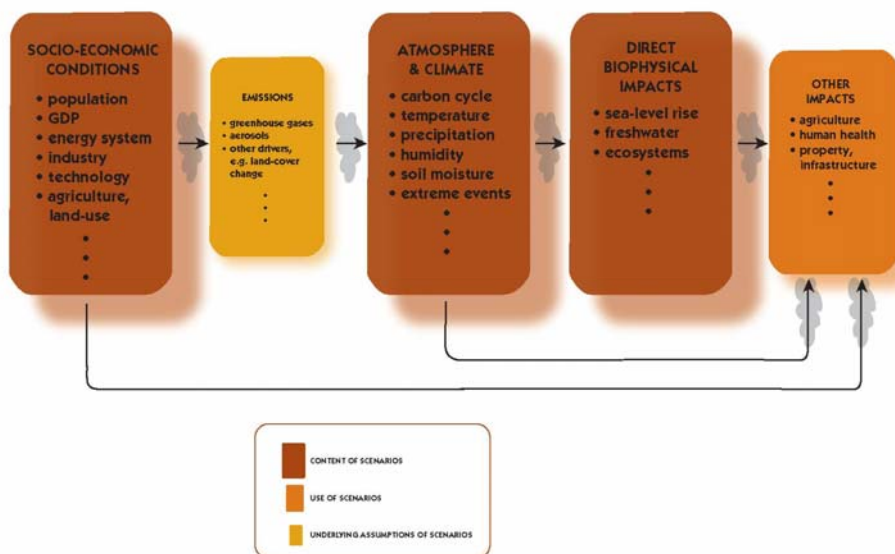 SOCIO-ECONOMIC
CONDITIONS
• population
• GDP
• energy system
• industry
• technology
• agriculture,
land-use
EMISSIONS
• greenhouse gases
• aerosols
• other drivers,
e.g. land-cover
change
ATMOSPHERE
& CLIMATE
• carbon cycle
• temperature
• precipitation
• humidity
• soil moisture
• extreme events
DIRECT
BIOPHYSICAL
IMPACTS
• sea-level rise
• freshwater
• ecosystems
OTHER
IMPACTS
• agriculture
• human health
• property,
infrastructure
CONTENT OF SCENARIOS
USE OF SCENARIOS
UNDERLYING ASSUMPTIONS OF SCENARIOS